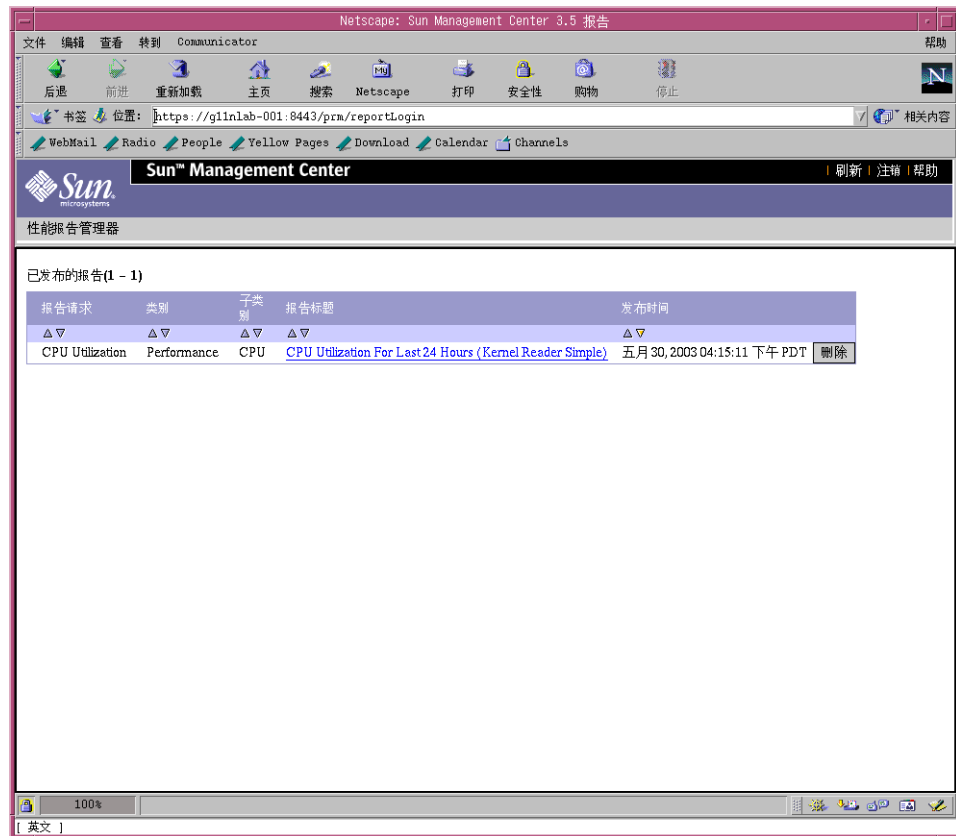 Netscape: Sun Management Center 3.5 报告
文件 编辑 查看 转到 Communicator 帮助
后退 前进 重新加载 主页 搜索 Netscape 打印 安全性 购物 停止
My
N
书签 位置: https://g11nlab-001:8443/prm/reportLogin 相关内容
WebMail Radio People Yellow Pages Download Calendar Channels
Sun™ Management Center 刷新 注销 帮助
Sun
microsystems
性能报告管理器
已发布的报告(1 – 1)
报告请求 类别 子类别 报告标题 发布时间
CPU Utilization Performance CPU CPU Utilization For Last 24 Hours (Kernel Reader Simple) 五月 30, 2003 04:15:11 下午 PDT 删除
100%
[ 英文 ]